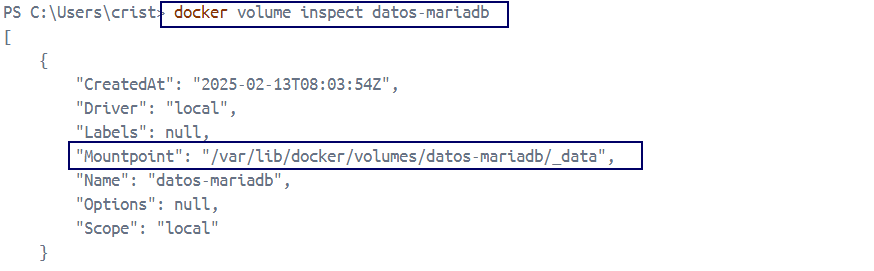 PS C:\Users\crist> docker volume inspect datos-mariadb
[
    {
        "CreatedAt": "2025-02-13T08:03:54Z",
        "Driver": "local",
        "Labels": null,
        "Mountpoint": "/var/lib/docker/volumes/datos-mariadb/_data",
        "Name": "datos-mariadb",
        "Options": null,
        "Scope": "local"
    }